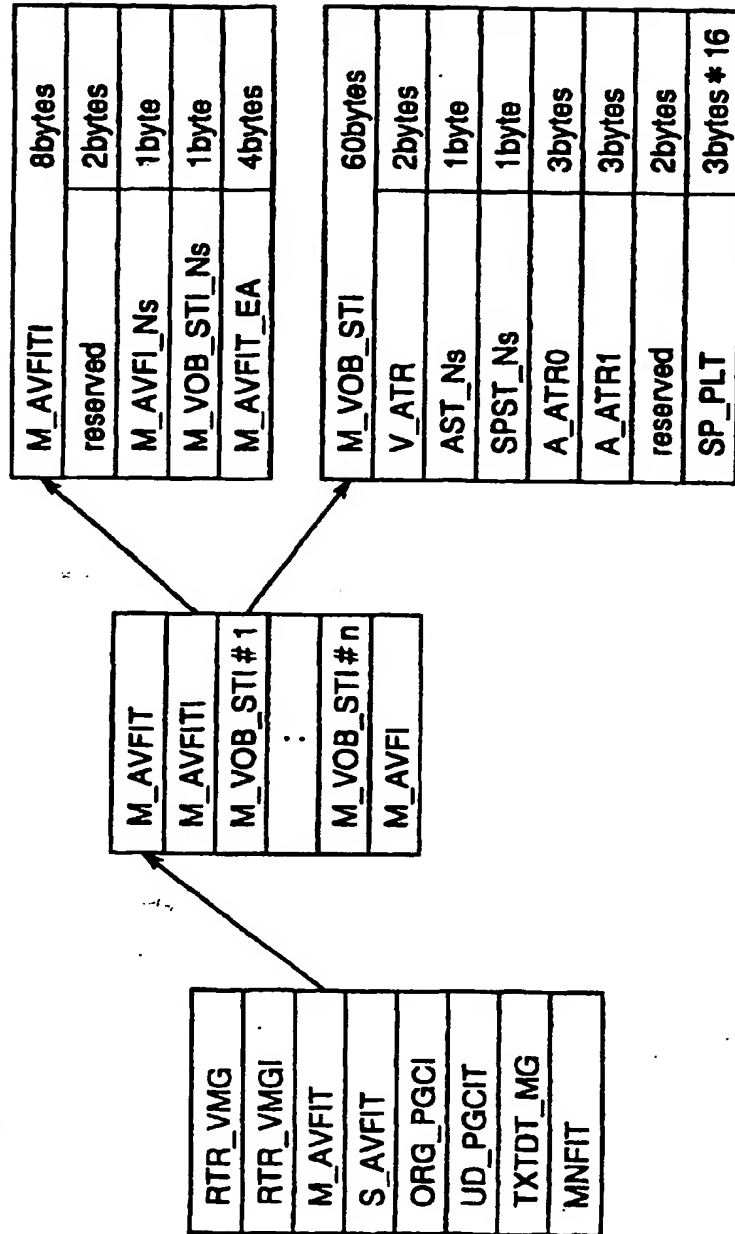 RTR_VMG
RTR_VMGI
M_AVFIT
S_AVFIT
ORG_PGCI
UD_PGCIT
TXTDT_MG
MNFIT
M_AVFIT
M_AVFITI
M_VOB_STI#1
:
M_VOB_STI#n
M_AVFI
M_AVFITI 8bytes
reserved 2bytes
M_AVFI_Ns 1byte
M_VOB_STI_Ns 1byte
M_AVFIT_EA 4bytes
M_VOB_STI 60bytes
V_ATR 2bytes
AST_Ns 1byte
SPST_Ns 1byte
A_ATR0 3bytes
A_ATR1 3bytes
reserved 2bytes
SP_PLT 3bytes*16